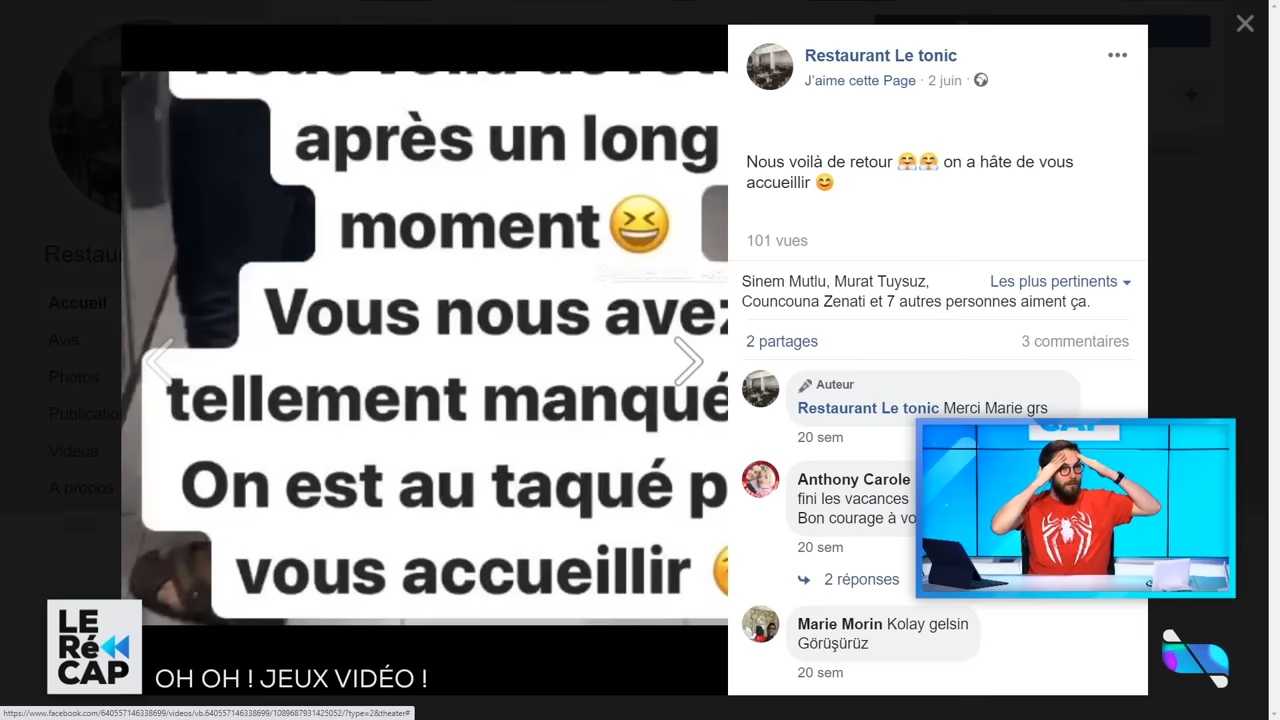 après un long
moment😆
Vous nous avez
tellement manqué
On est au taqué p
vous accueillir
Restaurant Le tonic
J'aime cette Page · 2 juin ·
Nous voilà de retour 🤗🤗 on a hâte de vous
accueillir 😊
101 vues
Sinem Mutlu, Murat Tuysuz,
Les plus pertinents
Councouna Zenati et 7 autres personnes aiment ça.
2 partages
3 commentaires
Auteur
Restaurant Le tonic Merci Marie grs
20 sem
Anthony Carole
fini les vacances
Bon courage à vo
20 sem
2 réponses
Marie Morin Kolay gelsin
Görüşürüz
20 sem
Restau
Accueil
Avis
Photos
Publicatio
Vidéos
A propos
LE
Ré
CAP
OH OH ! JEUX VIDÉO !
https://www.facebook.com/640557146338699/videos/vb.640557146338699/1089687931425052/?type=2&theater#